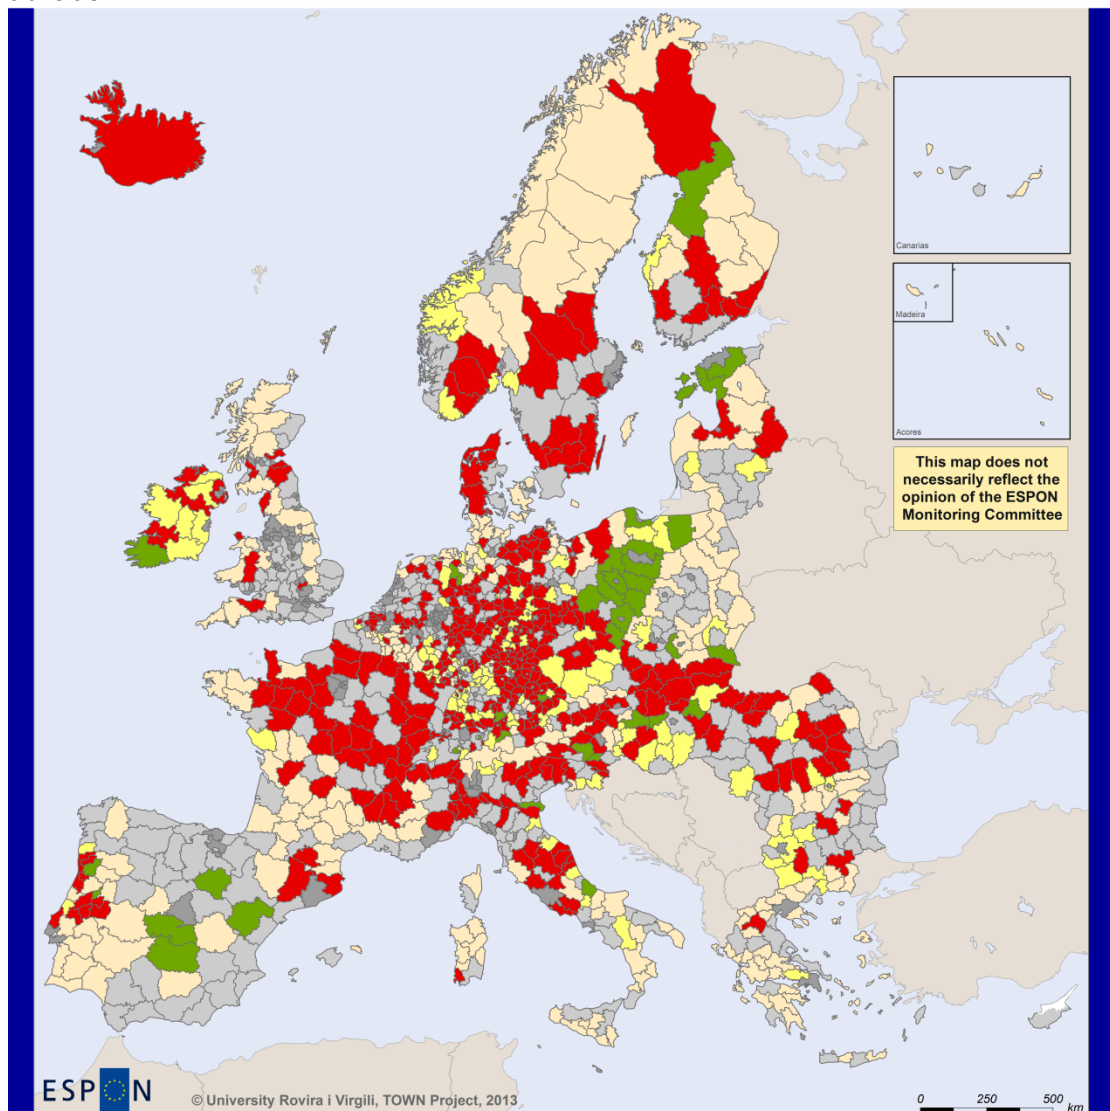 Canarias
Madeira
Acores
This map does not
necessarily reflect the
opinion of the ESPON
Monitoring Committee
ESPON
© University Rovira i Virgili, TOWN Project, 2013
0 250 500
km